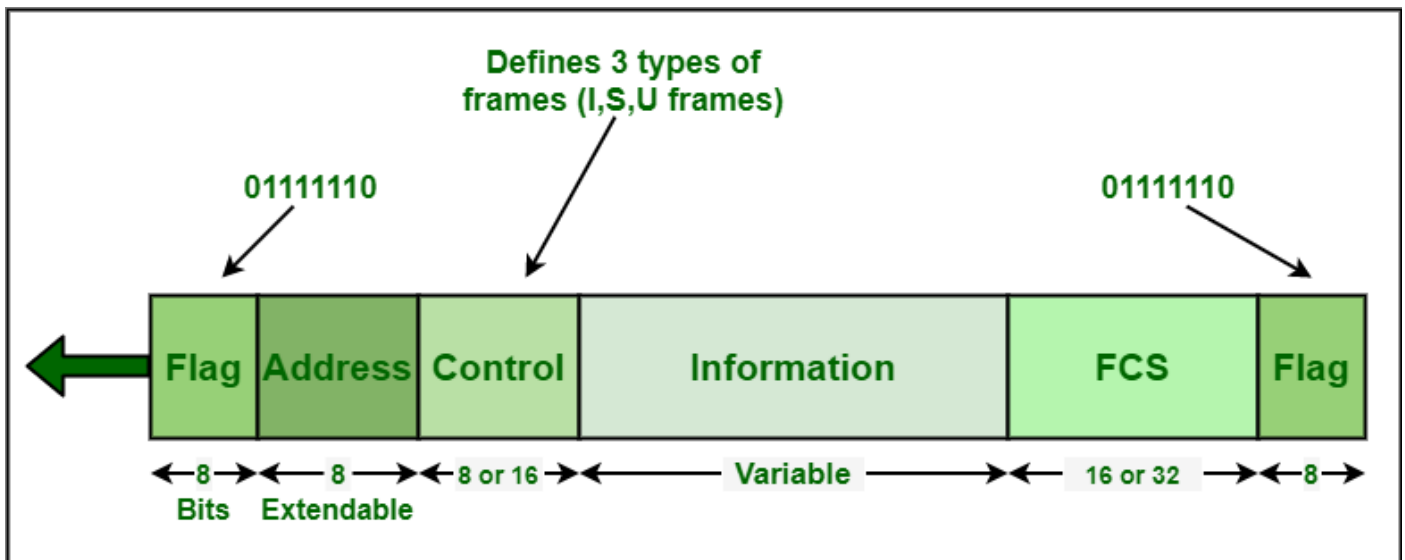 Defines 3 types of
frames (I,S,U frames)
01111110
01111110
Flag
Address
Control
Information
FCS
Flag
8
8
8 or 16
Variable
16 or 32
8
Bits
Extendable